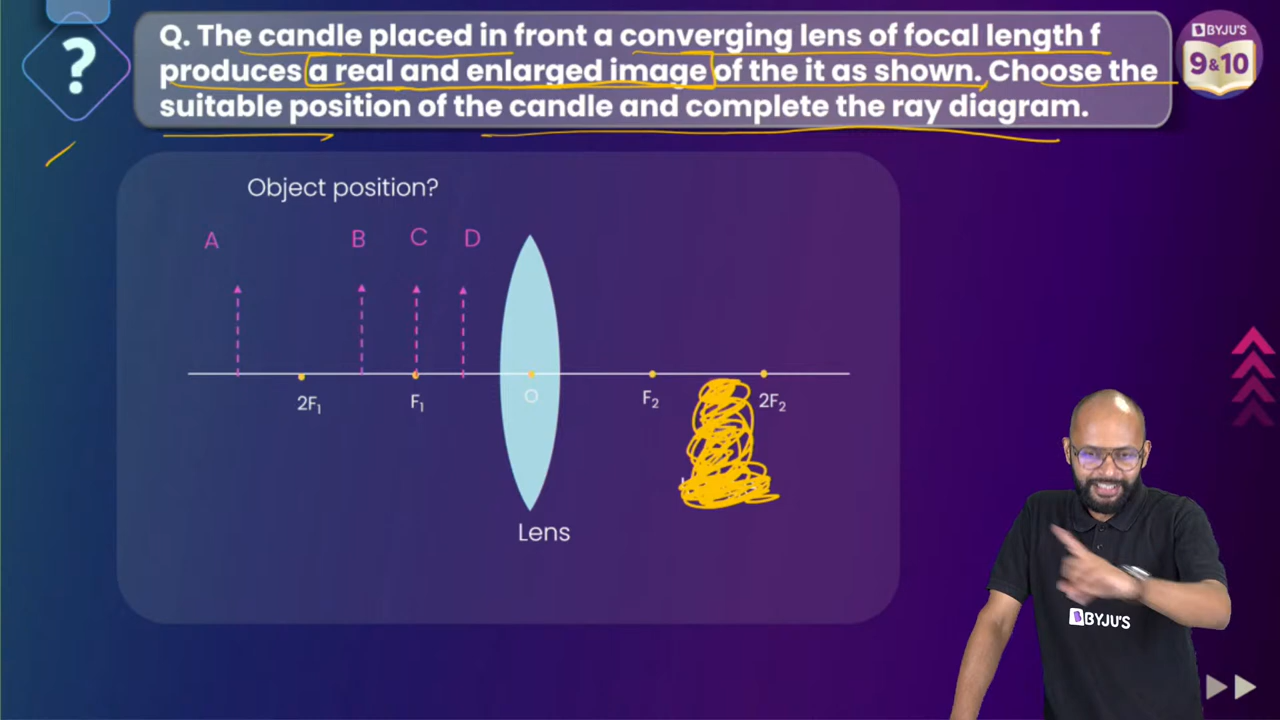 ?
Q. The candle placed in front a converging lens of focal length f
produces a real and enlarged image of the it as shown. Choose the
suitable position of the candle and complete the ray diagram.
BYJU'S
9&10
Object position?
A B C D
2F₁ F₁ O F₂ 2F₂
Lens
BYJU'S